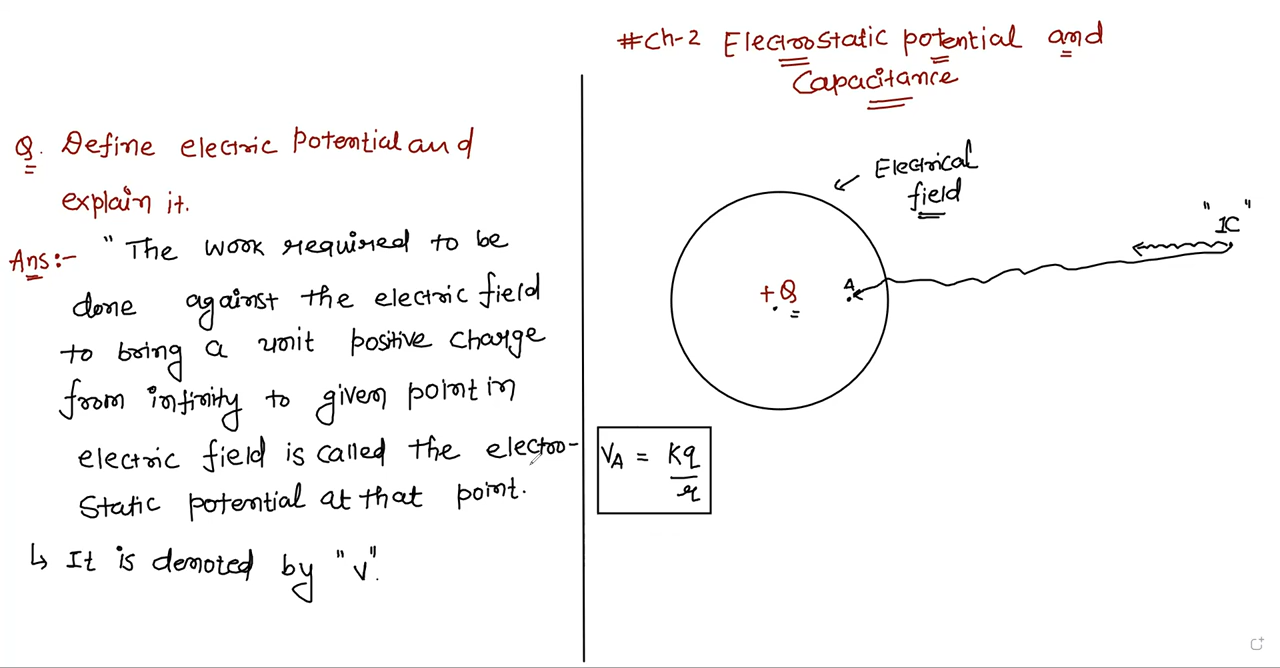 #Ch-2 Electrostatic potential and
Capacitance
Q. Define electric potential and
explain it.
Ans:- "The work required to be
done against the electric field
to bring a unit positive charge
from infinity to given point in
electric field is called the electro-
static potential at that point.
↳ It is denoted by "V".
Electrical
field
"1C"
A
+Q
V_A = Kq/r